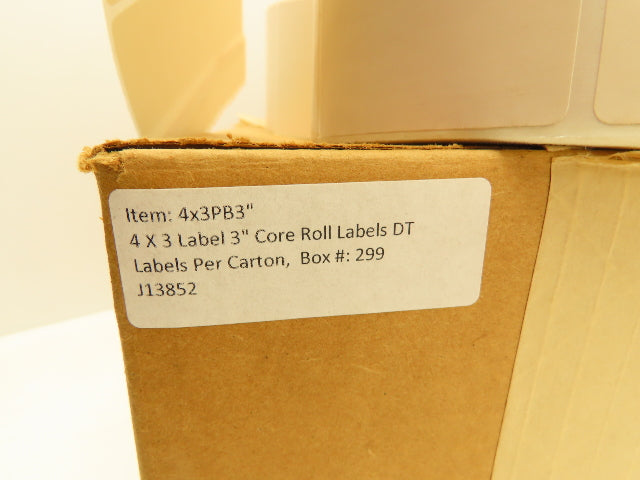 Item: 4x3PB3"
4 X 3 Label 3" Core Roll Labels DT
Labels Per Carton, Box #: 299
J13852